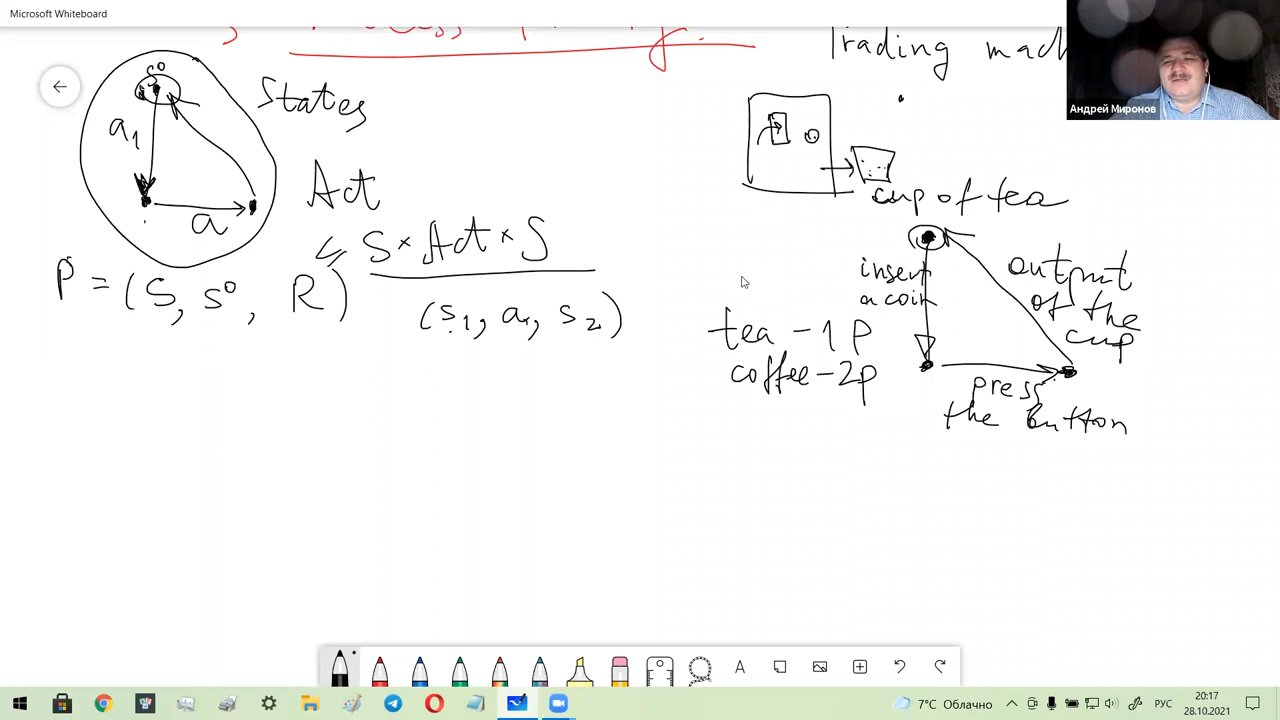 Microsoft Whiteboard
Trading
Андрей Миронов
s⁰
States
a₁
Act
a
cup of tea
⊆ S × Act × S
P = (S, s⁰, R)
(s₁, a, s₂)
insert
a coin
output
of the
cup
tea - 1 p
coffee - 2p
press
the button
A
7°C Облачно
РУС
20:17
28.10.2021